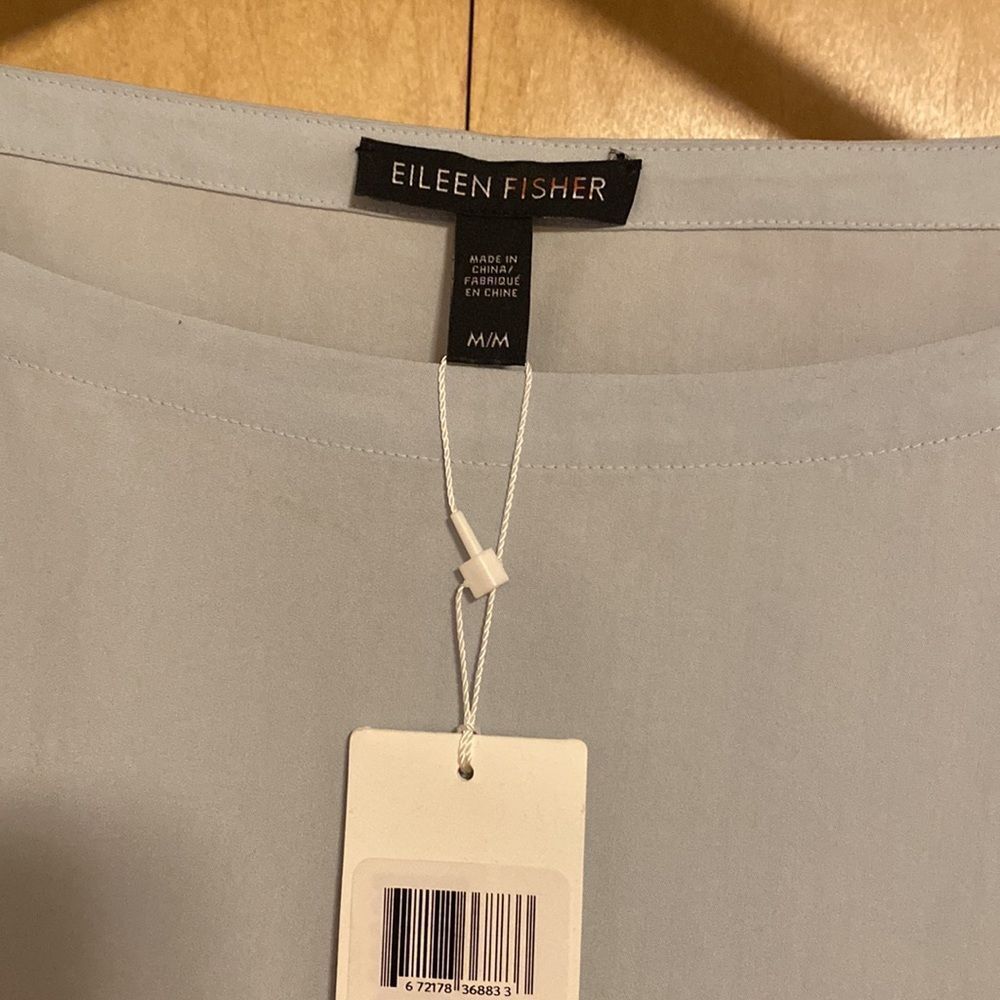 EILEEN FISHER
MADE IN
CHINA/
FABRIQUÉ
EN CHINE
M/M
6 72178 36883 3